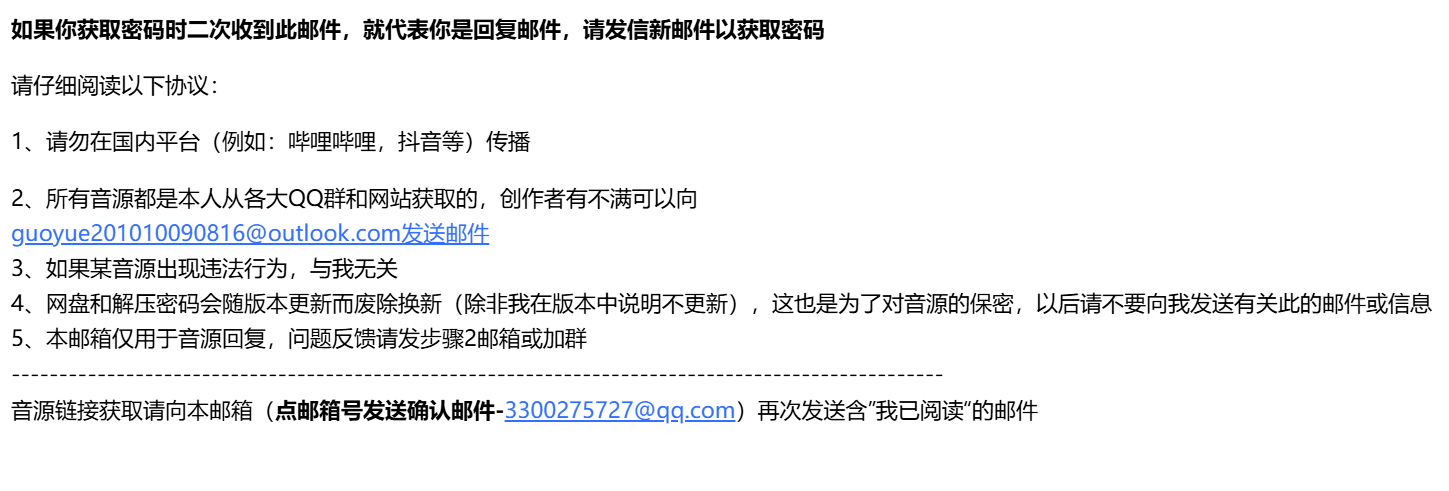 如果你获取密码时二次收到此邮件，就代表你是回复邮件，请发信新邮件以获取密码
请仔细阅读以下协议：
1、请勿在国内平台（例如：哔哩哔哩，抖音等）传播
2、所有音源都是本人从各大QQ群和网站获取的，创作者有不满可以向
guoyue201010090816@outlook.com发送邮件
3、如果某音源出现违法行为，与我无关
4、网盘和解压密码会随版本更新而废除换新（除非我在版本中说明不更新），这也是为了对音源的保密，以后请不要向我发送有关此的邮件或信息
5、本邮箱仅用于音源回复，问题反馈请发步骤2邮箱或加群
--------------------------------------------------------------------------------------------------
音源链接获取请向本邮箱（点邮箱号发送确认邮件-3300275727@qq.com）再次发送含”我已阅读“的邮件